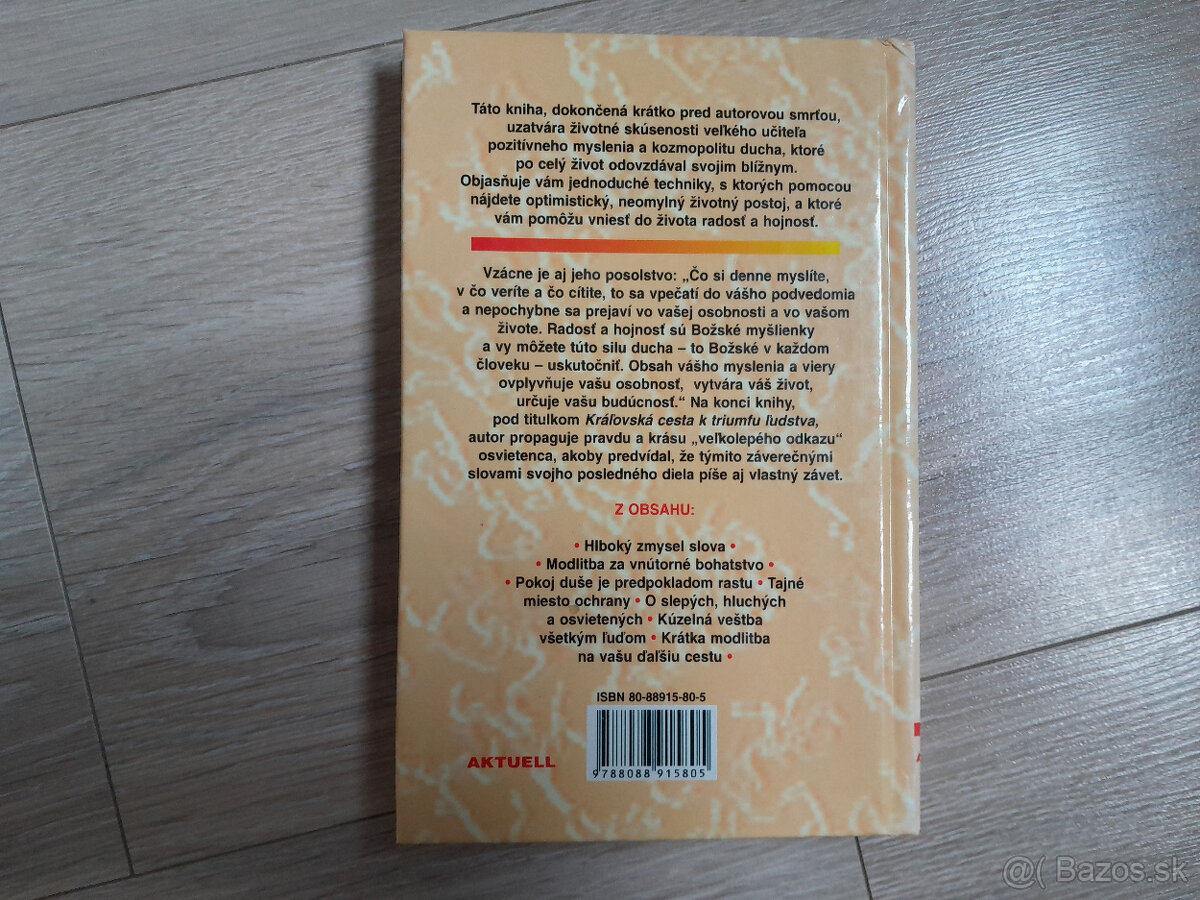 Táto kniha, dokončená krátko pred autorovou smrťou,
uzatvára životné skúsenosti veľkého učiteľa
pozitívneho myslenia a kozmopolitu ducha, ktoré
po celý život odovzdával svojim blížnym.
Objasňuje vám jednoduché techniky, s ktorých pomocou
nájdete optimistický, neomylný životný postoj, a ktoré
vám pomôžu vniesť do života radosť a hojnosť.
Vzácne je aj jeho posolstvo: „Čo si denne myslíte,
v čo veríte a čo cítite, to sa vpečatí do vášho podvedomia
a nepochybne sa prejaví vo vašej osobnosti a vo vašom
živote. Radosť a hojnosť sú Božské myšlienky
a vy môžete túto silu ducha – to Božské v každom
človeku – uskutočniť. Obsah vášho myslenia a viery
ovplyvňuje vašu osobnosť, vytvára váš život,
určuje vašu budúcnosť.“ Na konci knihy,
pod titulkom Kráľovská cesta k triumfu ľudstva,
autor propaguje pravdu a krásu „veľkolepého odkazu“
osvietenca, akoby predvídal, že týmito záverečnými
slovami svojho posledného diela píše aj vlastný závet.
Z OBSAHU:
• Hlboký zmysel slova •
• Modlitba za vnútorné bohatstvo •
• Pokoj duše je predpokladom rastu • Tajné
miesto ochrany • O slepých, hluchých
a osvietených • Kúzelná veštba
všetkým ľuďom • Krátka modlitba
na vašu ďaľšiu cestu •
ISBN 80-88915-80-5
AKTUELL
9788088 915805
@( Bazos.sk